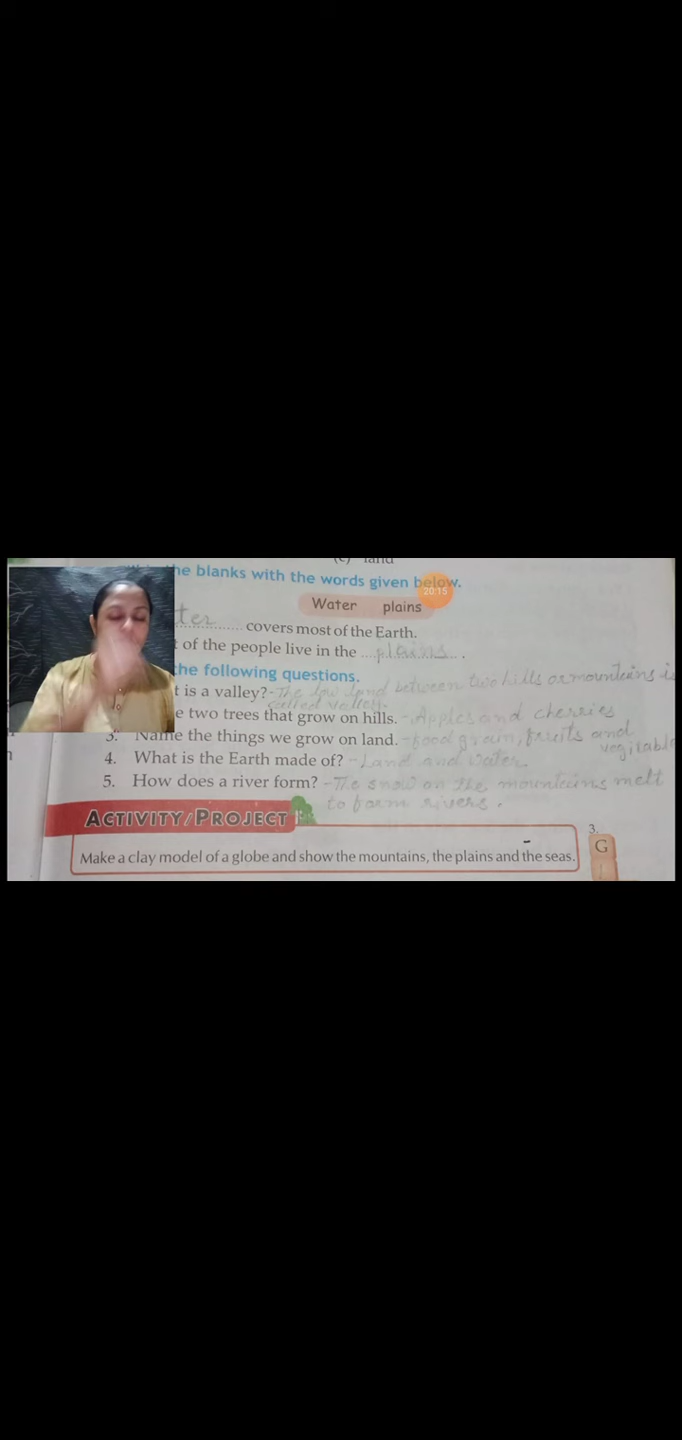 (c) land
the blanks with the words given below.
20:15
Water plains
ter covers most of the Earth.
of the people live in the plains.
the following questions.
t is a valley? - The low land between two hills or mountains is
called valley.
e two trees that grow on hills. - Apples and cherries
3. Name the things we grow on land. - food grain, fruits and
vegitable
4. What is the Earth made of? - Land and Water.
5. How does a river form? - The snow on the mountains melt
to form rivers.
ACTIVITY/PROJECT
3.
Make a clay model of a globe and show the mountains, the plains and the seas.
G